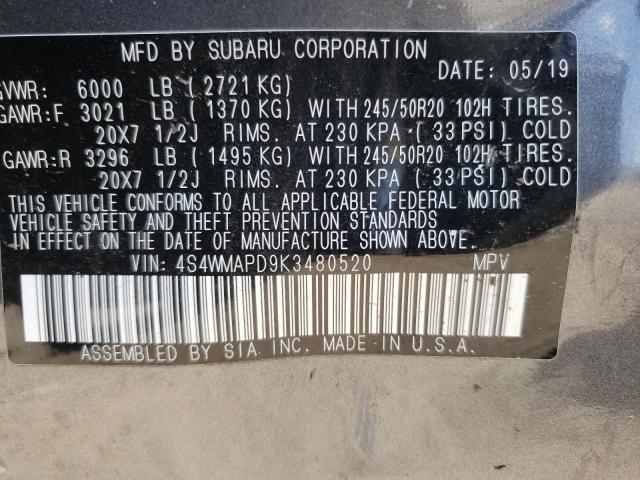 MFD BY SUBARU CORPORATION
DATE: 05/19
GVWR: 6000 LB (2721 KG)
GAWR:F 3021 LB (1370 KG) WITH 245/50R20 102H TIRES.
20X7 1/2J RIMS. AT 230 KPA (33 PSI) COLD
GAWR:R 3296 LB (1495 KG) WITH 245/50R20 102H TIRES.
20X7 1/2J RIMS. AT 230 KPA (33 PSI) COLD
THIS VEHICLE CONFORMS TO ALL APPLICABLE FEDERAL MOTOR
VEHICLE SAFETY AND THEFT PREVENTION STANDARDS
IN EFFECT ON THE DATE OF MANUFACTURE SHOWN ABOVE.
VIN: 4S4WMAPD9K3480520 MPV
ASSEMBLED BY SIA INC. MADE IN U.S.A.